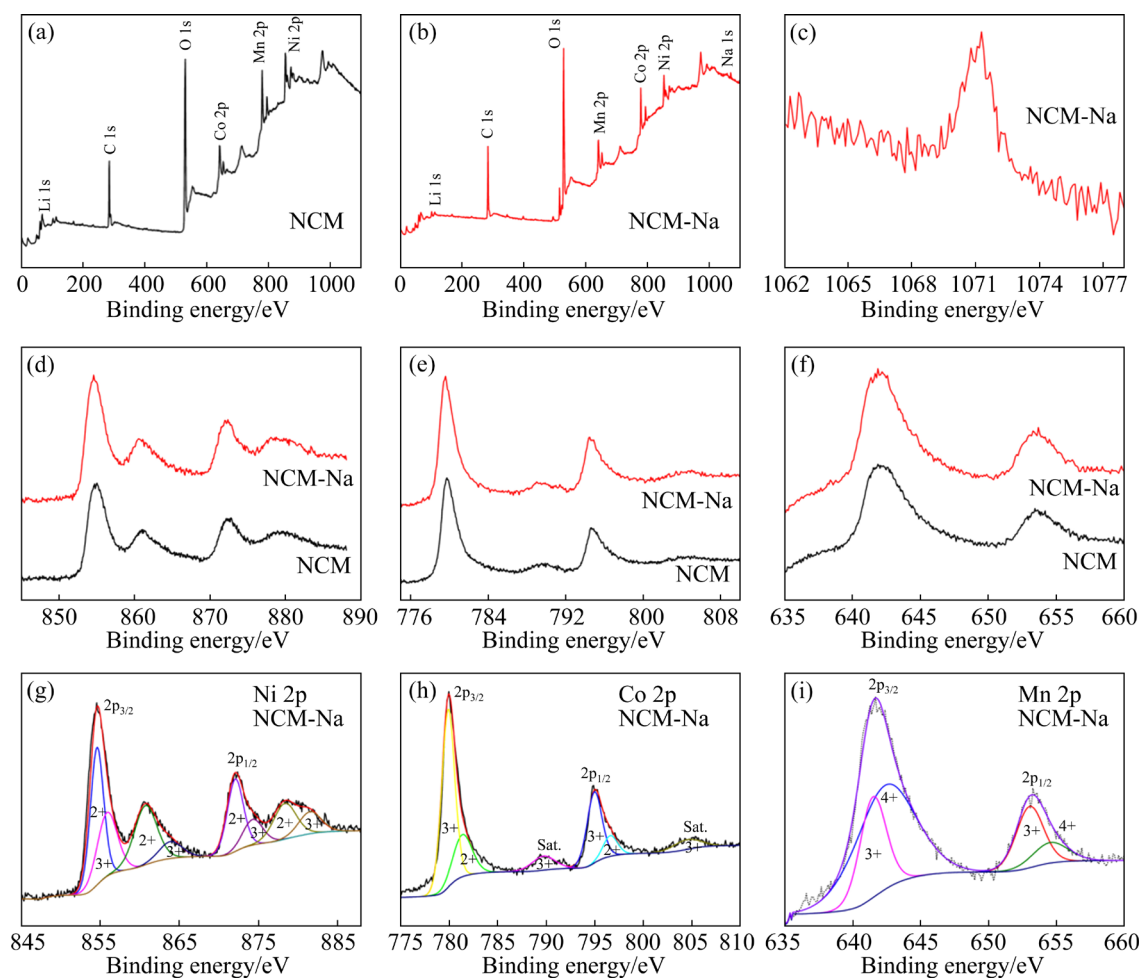 (a)
Li 1s
C 1s
O 1s
Co 2p
Mn 2p
Ni 2p
NCM
0 200 400 600 800 1000
Binding energy/eV
(b)
Li 1s
C 1s
O 1s
Mn 2p
Co 2p
Ni 2p
Na 1s
NCM-Na
0 200 400 600 800 1000
Binding energy/eV
(c)
NCM-Na
1062 1065 1068 1071 1074 1077
Binding energy/eV
(d)
NCM-Na
NCM
850 860 870 880 890
Binding energy/eV
(e)
NCM-Na
NCM
776 784 792 800 808
Binding energy/eV
(f)
NCM-Na
NCM
635 640 645 650 655 660
Binding energy/eV
(g)
Ni 2p
NCM-Na
2p3/2
2p1/2
2+
3+
2+
3+
2+
3+
2+
3+
845 855 865 875 885
Binding energy/eV
(h)
Co 2p
NCM-Na
2p3/2
2p1/2
3+
2+
Sat.
3+
3+
2+
Sat.
3+
775 780 785 790 795 800 805 810
Binding energy/eV
(i)
Mn 2p
NCM-Na
2p3/2
2p1/2
4+
3+
3+
4+
635 640 645 650 655 660
Binding energy/eV